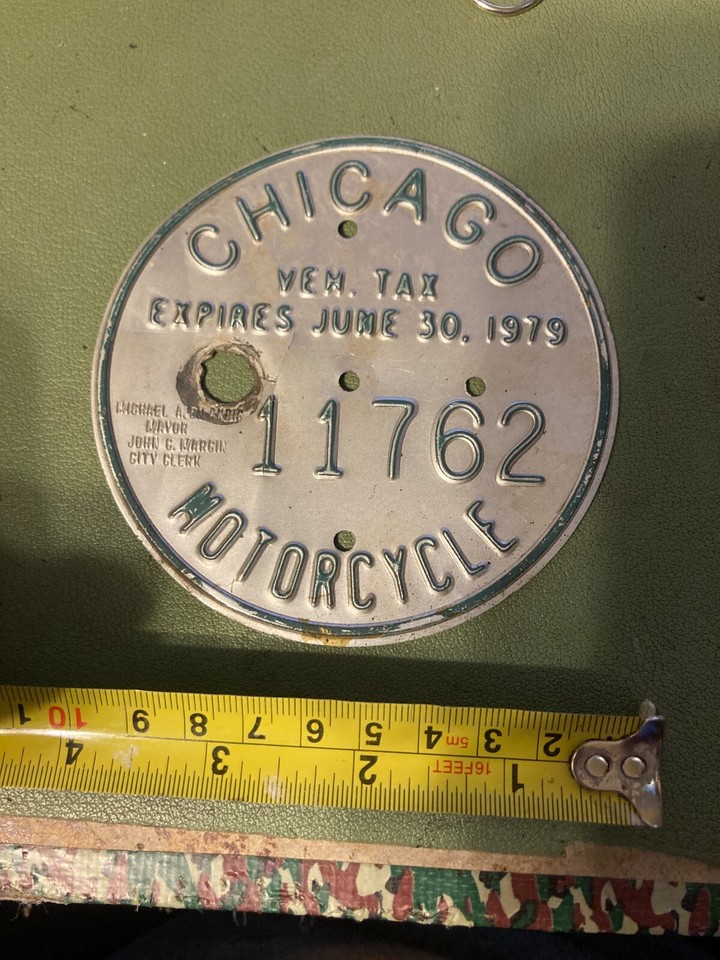 CHICAGO
VEH. TAX
EXPIRES JUNE 30, 1979
11762
MICHAEL A.
MAYOR
JOHN C. MARCIN
CITY CLERK
MOTORCYCLE
1 10 9 8 7 6 5 4 5m 3 2
4 3 2 16FEET 1